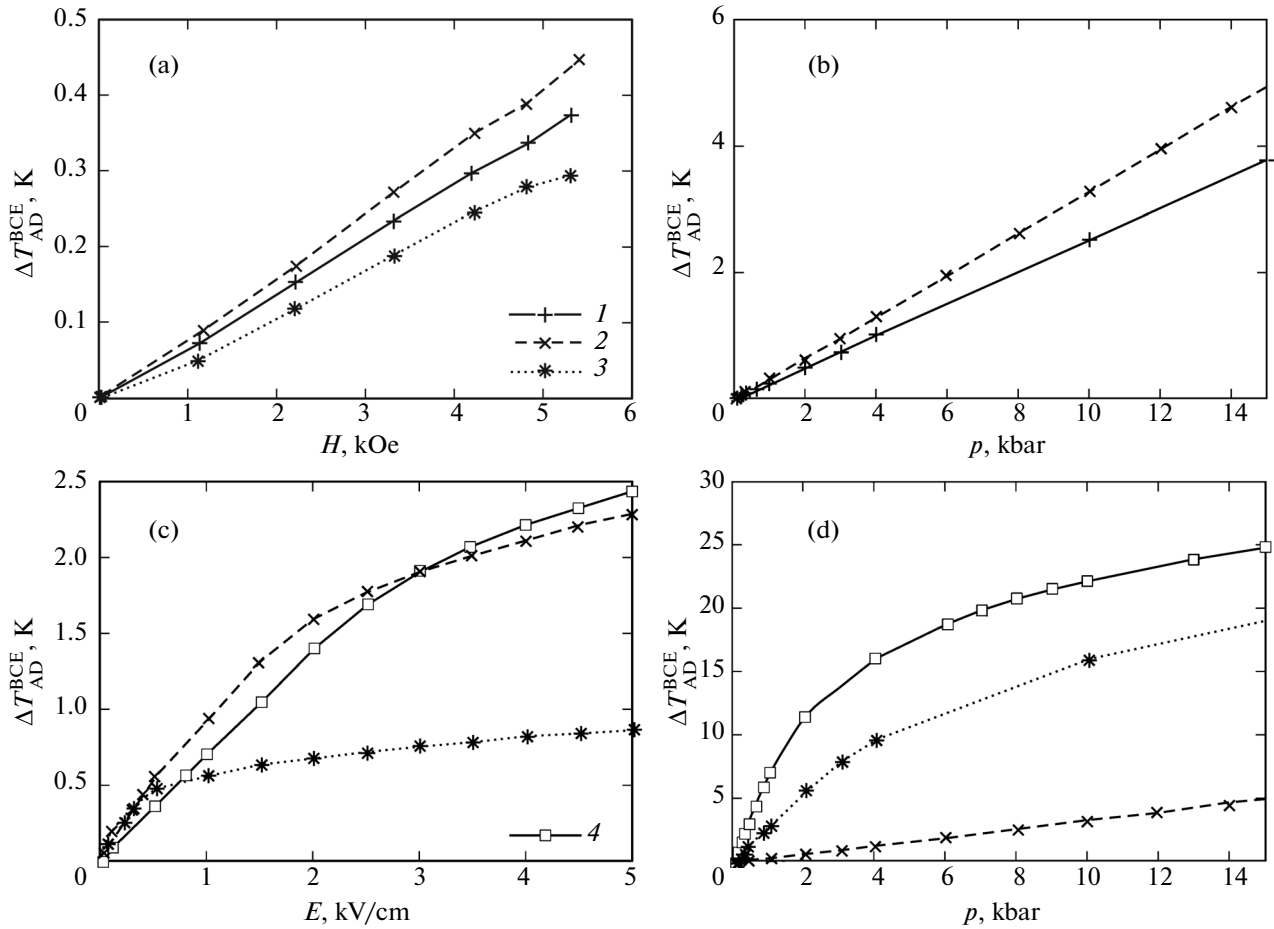 (a)
0.5
0.4
0.3
0.2
0.1
0
1 2 3 4 5 6
ΔT_AD^BCE, K
H, kOe
1
2
3
(b)
6
4
2
0
2 4 6 8 10 12 14
ΔT_AD^BCE, K
p, kbar
(c)
2.5
2.0
1.5
1.0
0.5
0
1 2 3 4 5
ΔT_AD^BCE, K
E, kV/cm
4
(d)
30
25
20
15
10
5
0
2 4 6 8 10 12 14
ΔT_AD^BCE, K
p, kbar